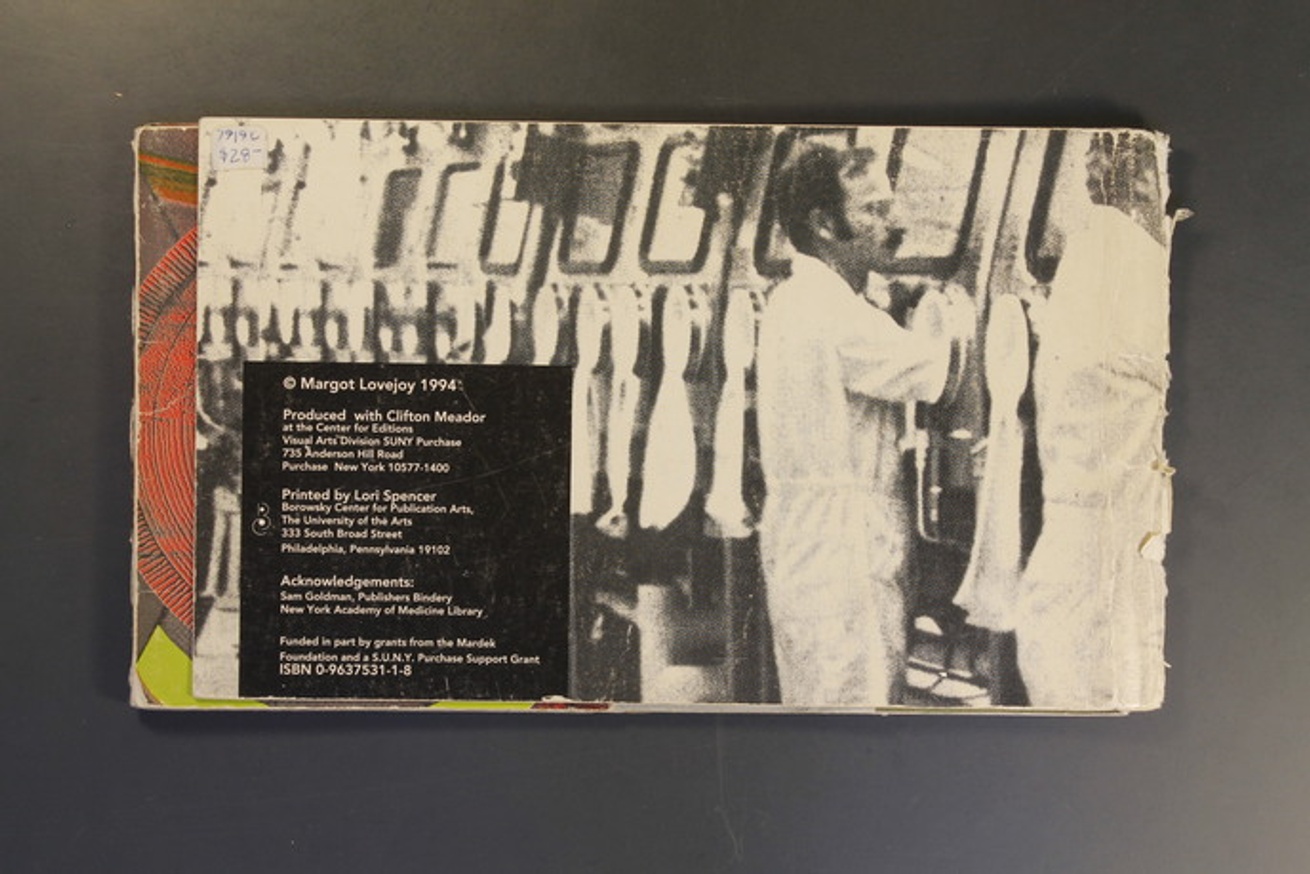 $28-
© Margot Lovejoy 1994
Produced with Clifton Meador
at the Center for Editions
Visual Arts Division SUNY Purchase
735 Anderson Hill Road
Purchase New York 10577-1400
Printed by Lori Spencer
Borowsky Center for Publication Arts,
The University of the Arts
333 South Broad Street
Philadelphia, Pennsylvania 19102
Acknowledgements:
Sam Goldman, Publishers Bindery
New York Academy of Medicine Library
Funded in part by grants from the Mardek
Foundation and a S.U.N.Y. Purchase Support Grant
ISBN 0-9637531-1-8